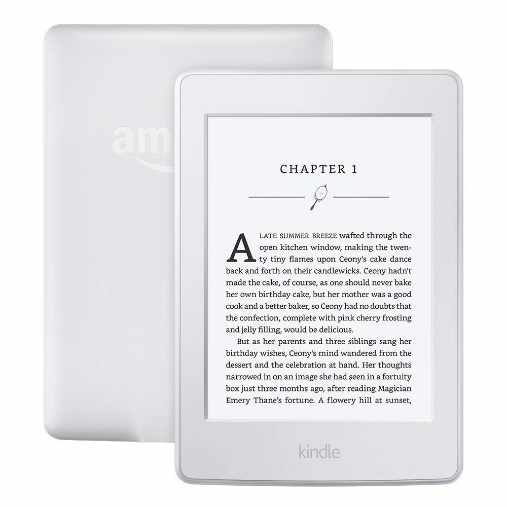 am
CHAPTER 1
A LATE SUMMER BREEZE wafted through the
open kitchen window, making the twen-
ty tiny flames upon Ceony's cake dance
back and forth on their candlewicks. Ceony hadn't
made the cake, of course, as one should never bake
her own birthday cake, but her mother was a good
cook and a better baker, so Ceony had no doubts that
the confection, complete with pink cherry frosting
and jelly filling, would be delicious.
But as her parents and three siblings sang her
birthday wishes, Ceony's mind wandered from the
dessert and the celebration at hand. Her thoughts
narrowed in on an image she had seen in a fortuity
box just three months ago, after reading Magician
Emery Thane's fortune. A flowery hill at sunset,
kindle